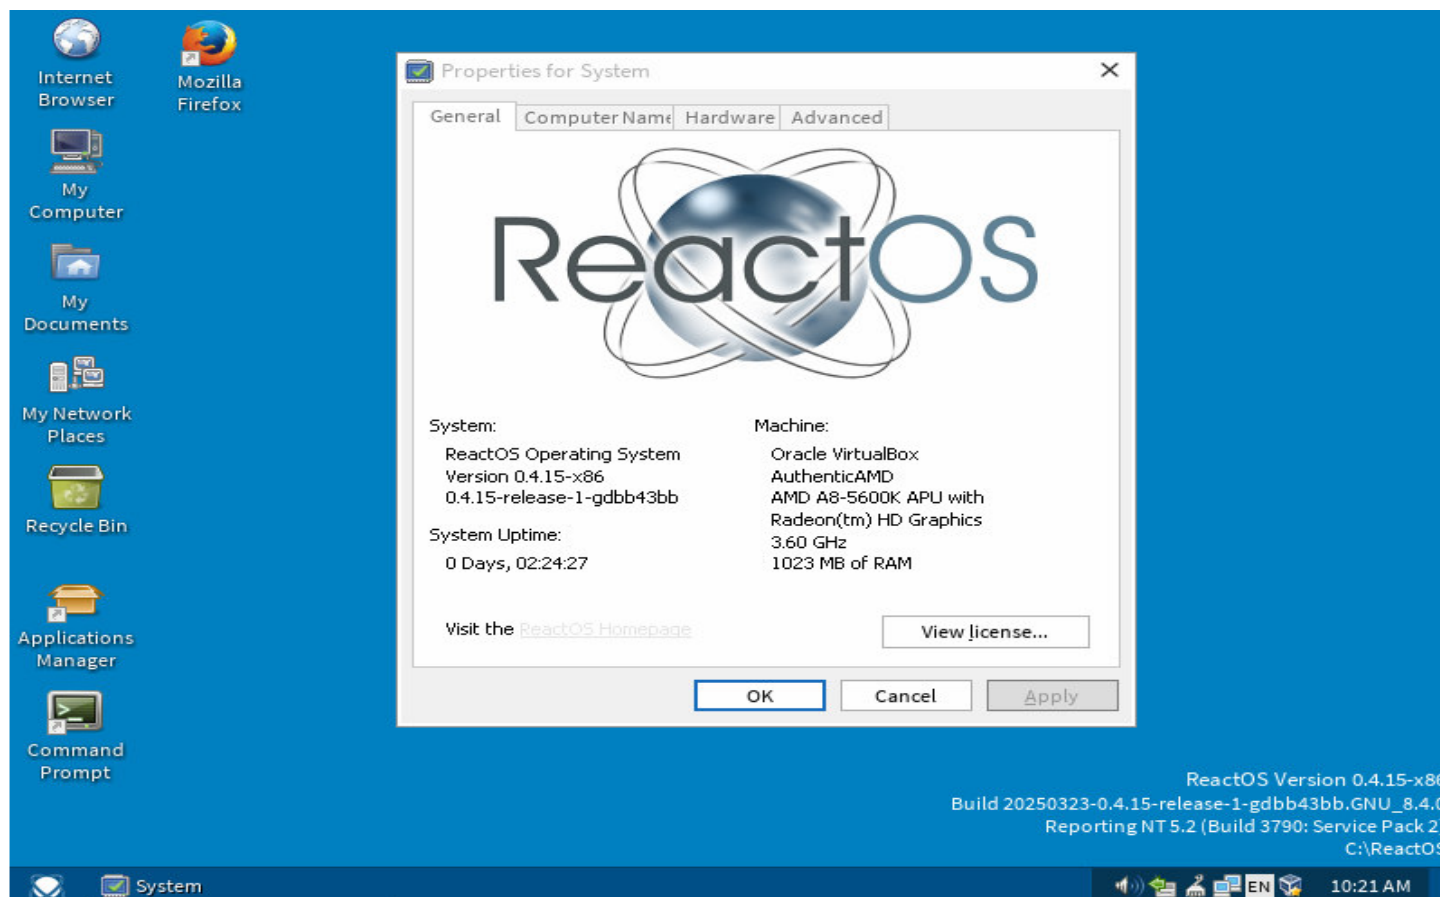 Internet
Browser
Mozilla
Firefox
My
Computer
My
Documents
My Network
Places
Recycle Bin
Applications
Manager
Command
Prompt
Properties for System
General
Computer Name
Hardware
Advanced
ReactOS
System:
ReactOS Operating System
Version 0.4.15-x86
0.4.15-release-1-gdbb43bb
System Uptime:
0 Days, 02:24:27
Machine:
Oracle VirtualBox
AuthenticAMD
AMD A8-5600K APU with
Radeon(tm) HD Graphics
3.60 GHz
1023 MB of RAM
Visit the ReactOS Homepage
View license...
OK
Cancel
Apply
ReactOS Version 0.4.15-x86
Build 20250323-0.4.15-release-1-gdbb43bb.GNU_8.4.0
Reporting NT 5.2 (Build 3790: Service Pack 2)
C:\ReactOS
System
EN
10:21 AM